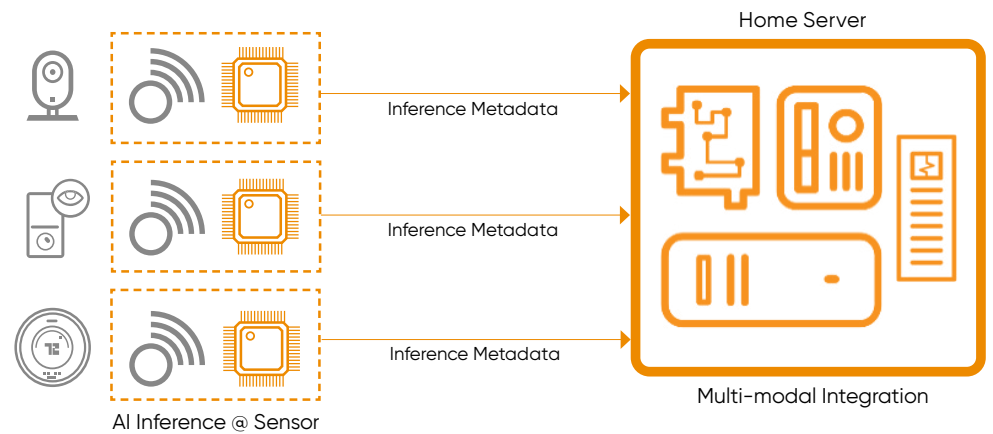 Home Server
Inference Metadata
Inference Metadata
Inference Metadata
Multi-modal Integration
AI Inference @ Sensor